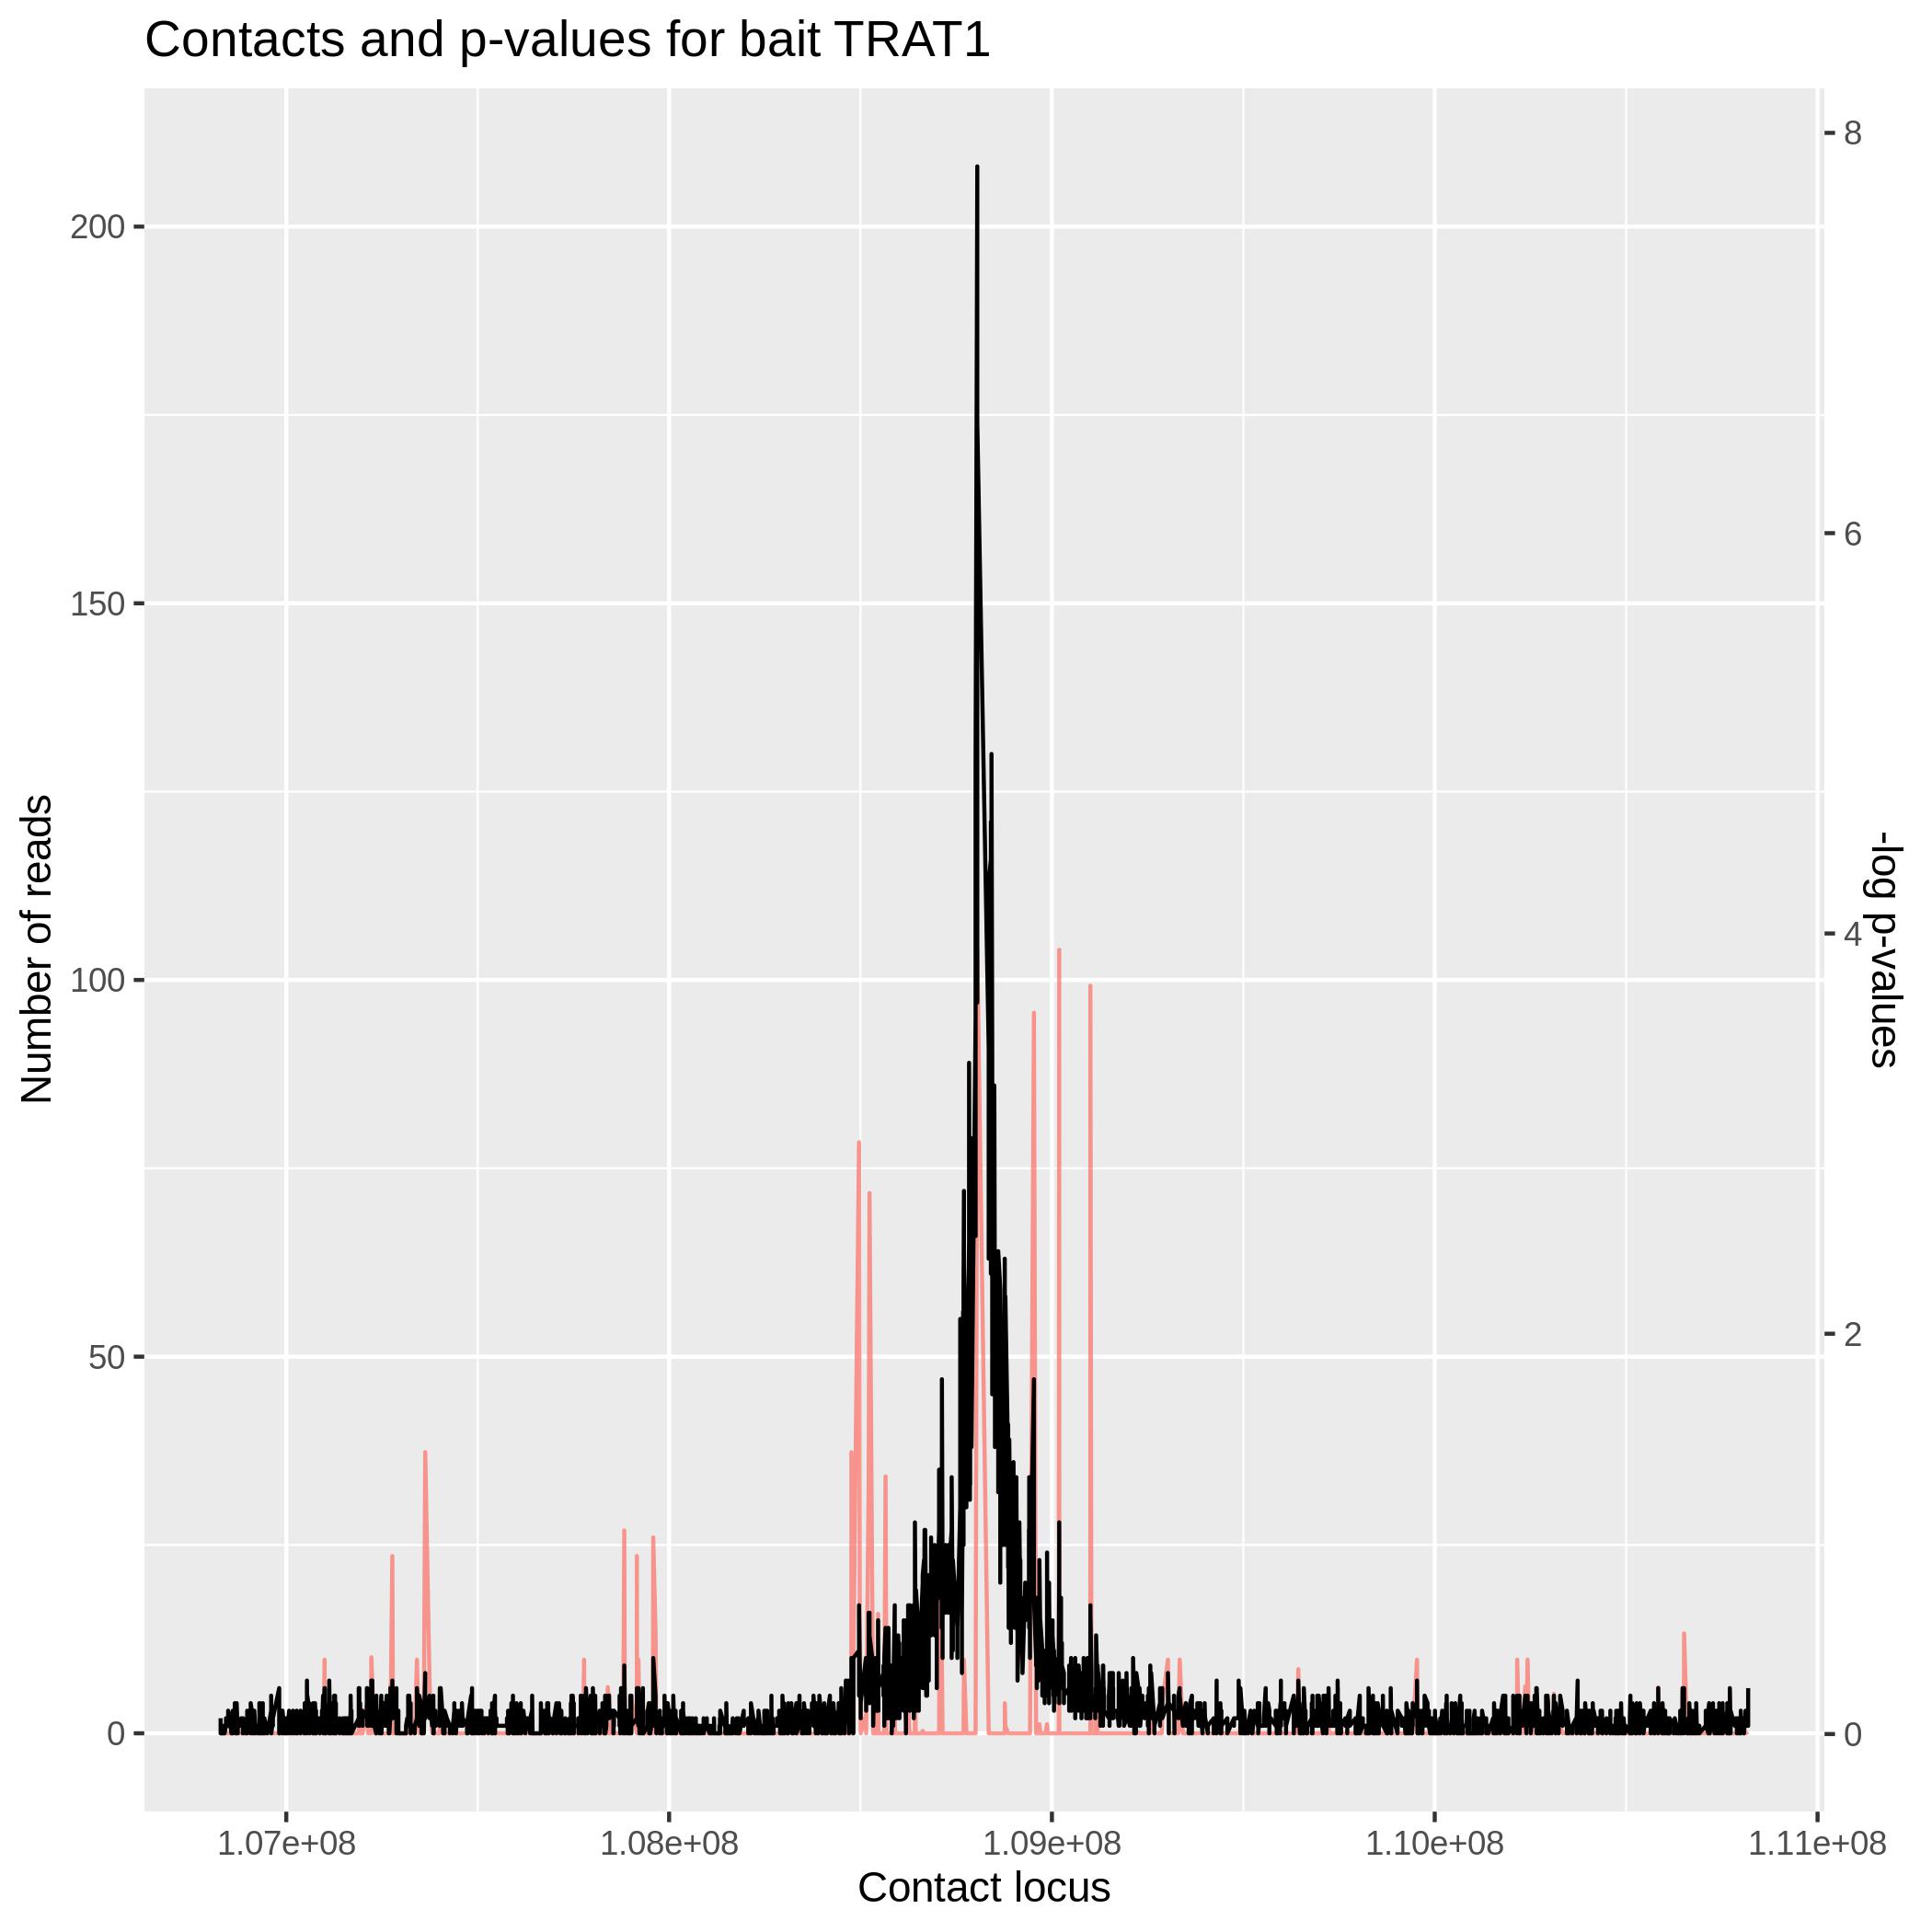 Contacts and p-values for bait TRAT1
8
200
6
150
4
100
2
50
0
0
Number of reads
-log p-values
1.07e+08
1.08e+08
1.09e+08
1.10e+08
1.11e+08
Contact locus